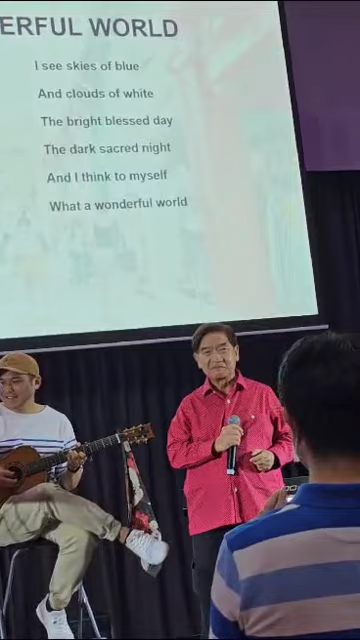 ERFUL WORLD
I see skies of blue
And clouds of white
The bright blessed day
The dark sacred night
And I think to myself
What a wonderful world